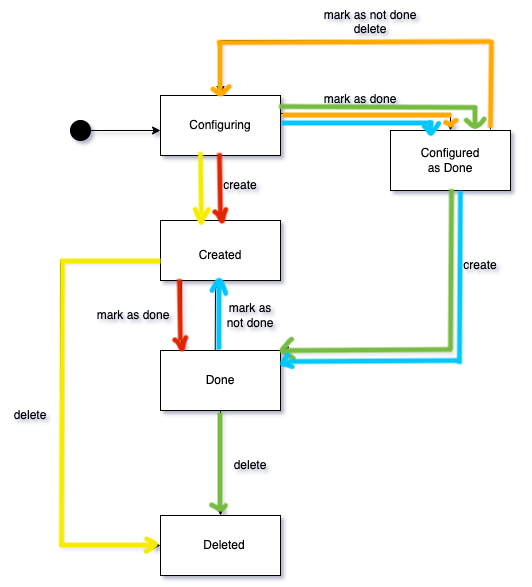 mark as not done
delete
mark as done
Configuring
Configured
as Done
create
Created
create
mark as done
mark as
not done
Done
delete
delete
Deleted